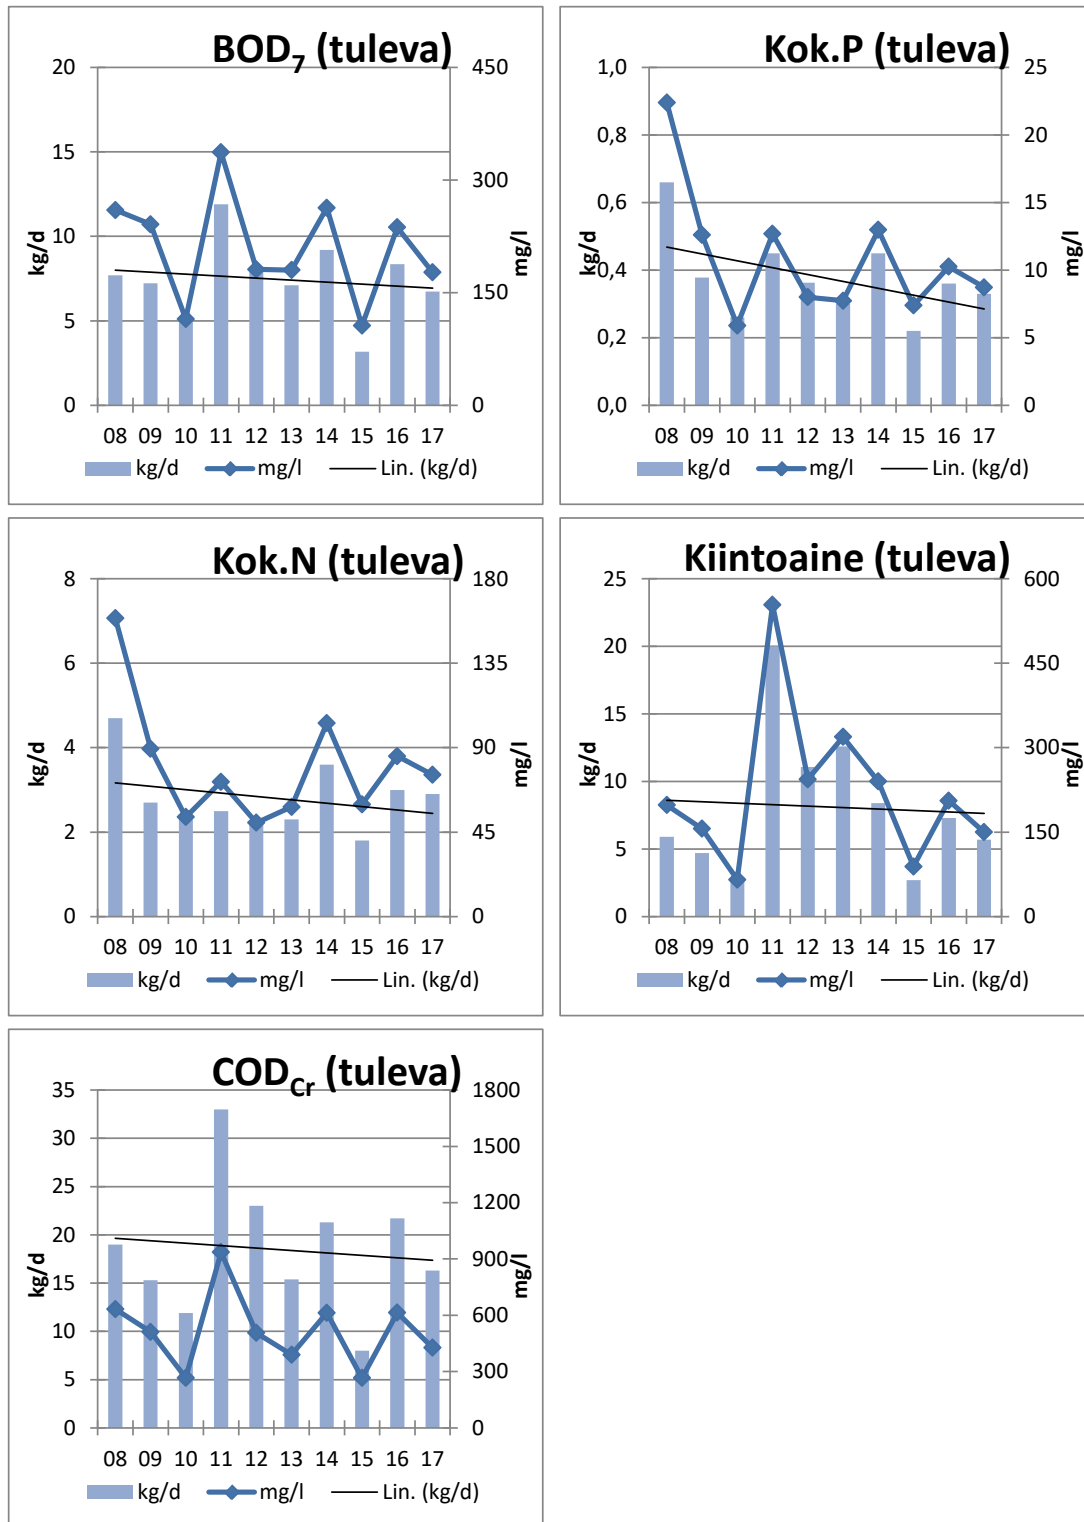 BOD₇ (tuleva)
20
15
10
5
0
kg/d
450
300
150
0
mg/l
08 09 10 11 12 13 14 15 16 17
kg/d mg/l Lin. (kg/d)
Kok.P (tuleva)
1,0
0,8
0,6
0,4
0,2
0,0
kg/d
25
20
15
10
5
0
mg/l
08 09 10 11 12 13 14 15 16 17
kg/d mg/l Lin. (kg/d)
Kok.N (tuleva)
8
6
4
2
0
kg/d
180
135
90
45
0
mg/l
08 09 10 11 12 13 14 15 16 17
kg/d mg/l Lin. (kg/d)
Kiintoaine (tuleva)
25
20
15
10
5
0
kg/d
600
450
300
150
0
mg/l
08 09 10 11 12 13 14 15 16 17
kg/d mg/l Lin. (kg/d)
COD_Cr (tuleva)
35
30
25
20
15
10
5
0
kg/d
1800
1500
1200
900
600
300
0
mg/l
08 09 10 11 12 13 14 15 16 17
kg/d mg/l Lin. (kg/d)